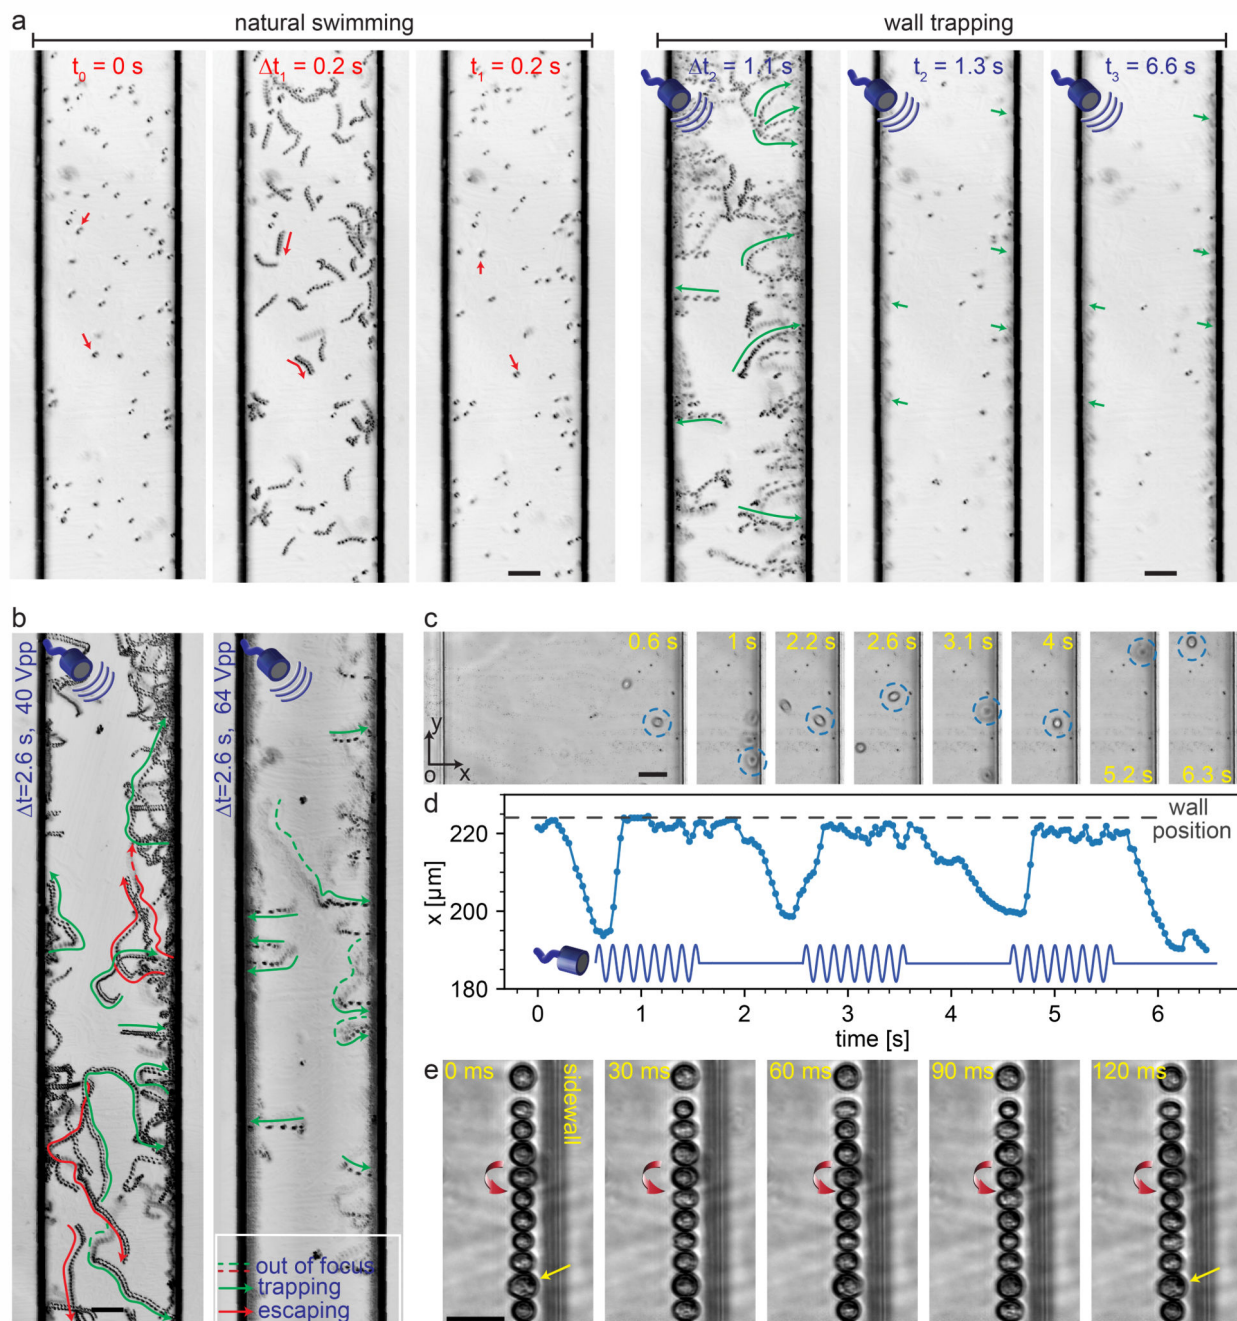 a
natural swimming
wall trapping
t0 = 0 s
Δt1 = 0.2 s
t1 = 0.2 s
Δt2 = 1.1 s
t2 = 1.3 s
t3 = 6.6 s
b
Δt=2.6 s, 40 Vpp
Δt=2.6 s, 64 Vpp
out of focus
trapping
escaping
c
0.6 s
1 s
2.2 s
2.6 s
3.1 s
4 s
5.2 s
6.3 s
y
o
x
d
wall
position
x [μm]
220
200
180
0
1
2
3
4
5
6
time [s]
e
0 ms
30 ms
60 ms
90 ms
120 ms
sidewall